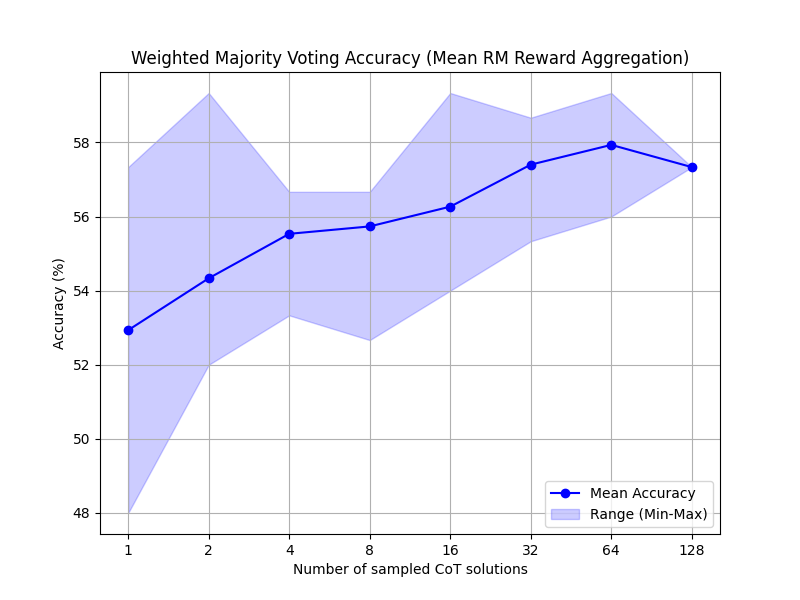 Weighted Majority Voting Accuracy (Mean RM Reward Aggregation)
58
56
54
52
50
48
Accuracy (%)
Mean Accuracy
Range (Min-Max)
1 2 4 8 16 32 64 128
Number of sampled CoT solutions